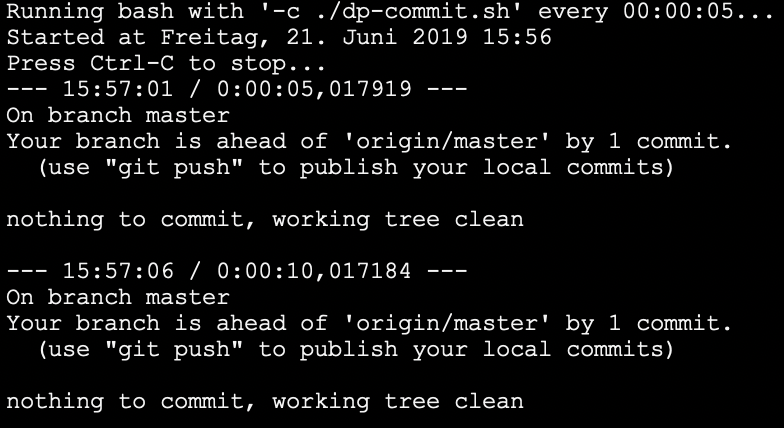 Running bash with '-c ./dp-commit.sh' every 00:00:05...
Started at Freitag, 21. Juni 2019 15:56
Press Ctrl-C to stop...
--- 15:57:01 / 0:00:05,017919 ---
On branch master
Your branch is ahead of 'origin/master' by 1 commit.
  (use "git push" to publish your local commits)

nothing to commit, working tree clean

--- 15:57:06 / 0:00:10,017184 ---
On branch master
Your branch is ahead of 'origin/master' by 1 commit.
  (use "git push" to publish your local commits)

nothing to commit, working tree clean